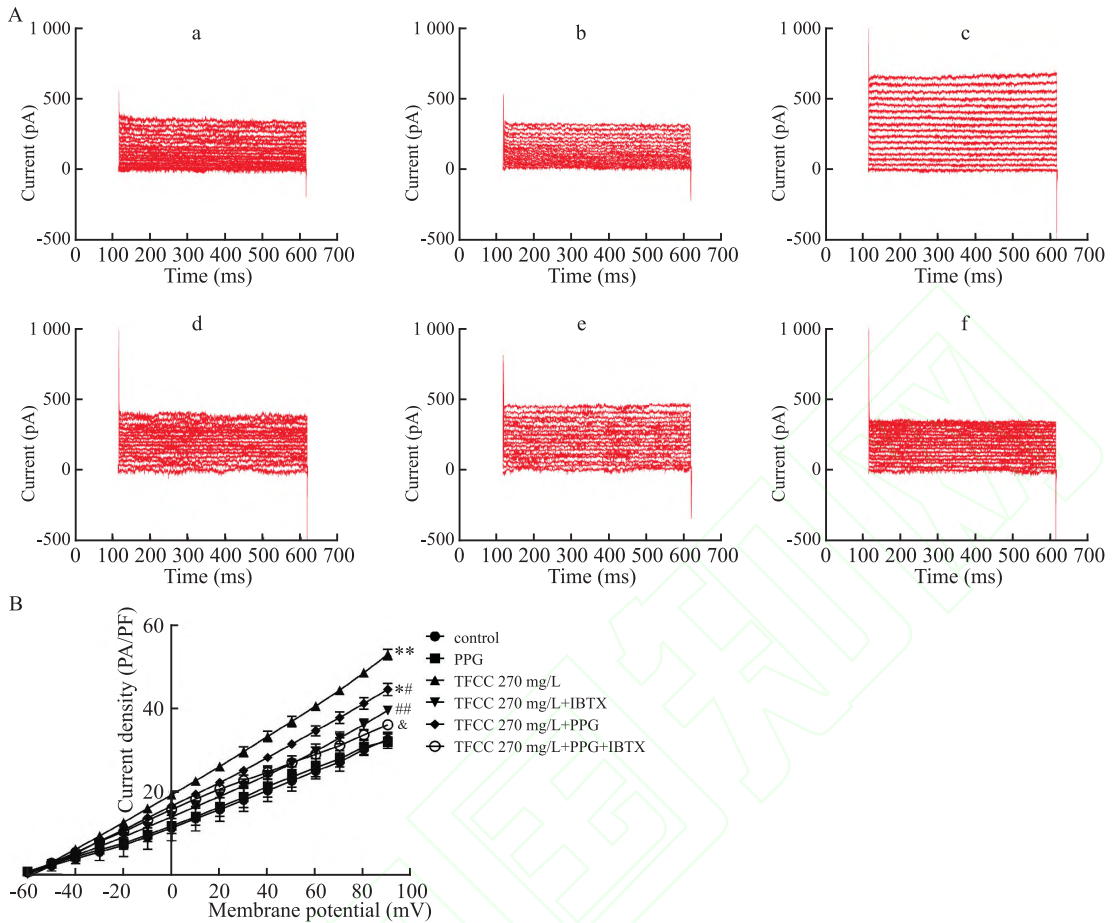 A
a
b
c
1 000
500
0
-500
Current (pA)
0 100 200 300 400 500 600 700
Time (ms)
1 000
500
0
-500
Current (pA)
0 100 200 300 400 500 600 700
Time (ms)
1 000
500
0
-500
Current (pA)
0 100 200 300 400 500 600 700
Time (ms)
d
e
f
1 000
500
0
-500
Current (pA)
0 100 200 300 400 500 600 700
Time (ms)
1 000
500
0
-500
Current (pA)
0 100 200 300 400 500 600 700
Time (ms)
1 000
500
0
-500
Current (pA)
0 100 200 300 400 500 600 700
Time (ms)
B
Current density (PA/PF)
60
40
20
-60 -40 -20 0 20 40 60 80 100
Membrane potential (mV)
**
*#
##
&
control
PPG
TFCC 270 mg/L
TFCC 270 mg/L+IBTX
TFCC 270 mg/L+PPG
TFCC 270 mg/L+PPG+IBTX